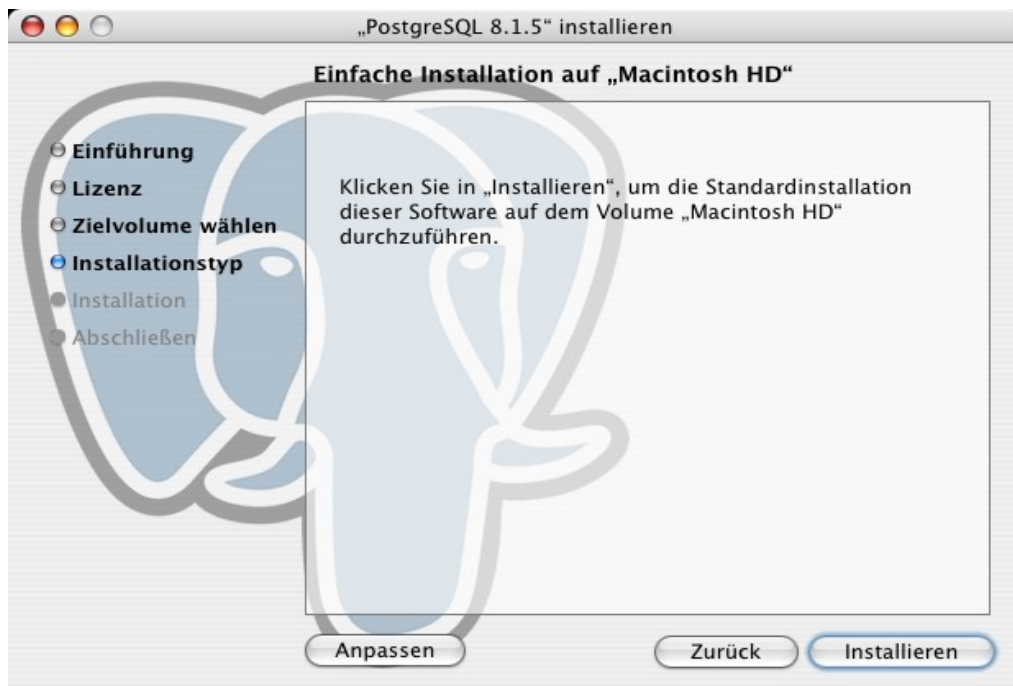 „PostgreSQL 8.1.5“ installieren
Einfache Installation auf „Macintosh HD“
Einführung
Lizenz
Zielvolume wählen
Installationstyp
Installation
Abschließen
Klicken Sie in „Installieren“, um die Standardinstallation
dieser Software auf dem Volume „Macintosh HD“
durchzuführen.
Anpassen
Zurück
Installieren